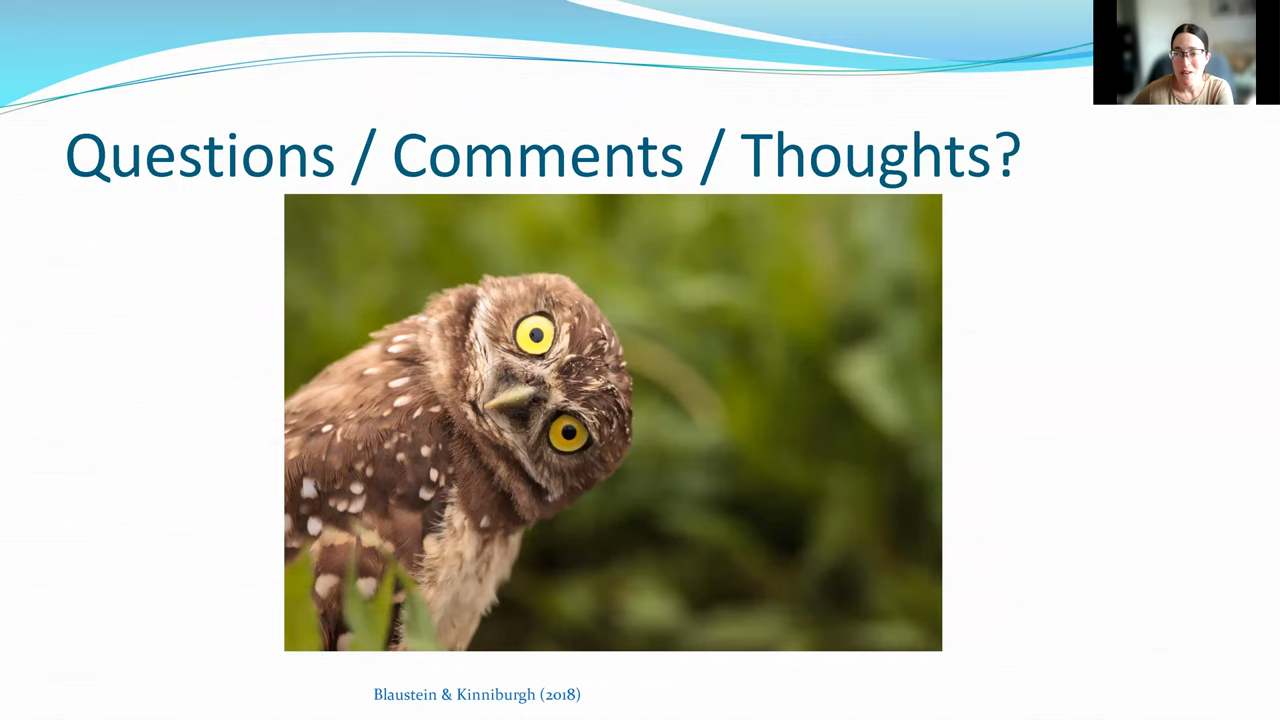 Questions / Comments / Thoughts?
Blaustein & Kinniburgh (2018)